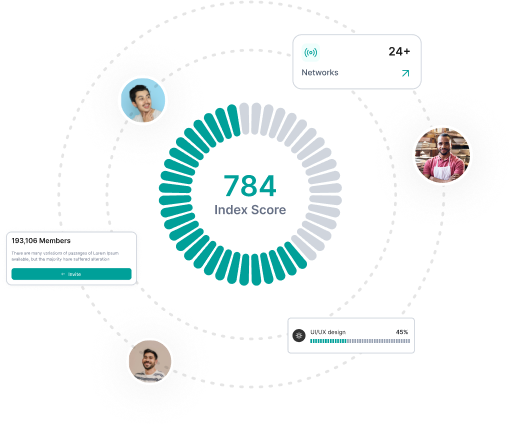 24+
Networks
784
Index Score
193,106 Members
There are many variations of passages of Lorem Ipsum
available, but the majority have suffered alteration
← Invite
UI/UX design
45%